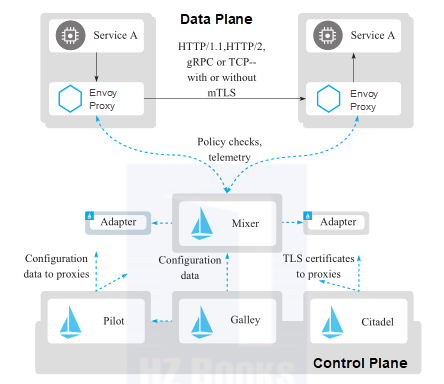 Data Plane
Service A
HTTP/1.1,HTTP/2,
gRPC or TCP--
with or without
mTLS
Service A
Envoy
Proxy
Envoy
Proxy
Policy checks,
telemetry
Adapter
Mixer
Adapter
Configuration
data to proxies
Configuration
data
TLS certificates
to proxies
Pilot
Galley
Citadel
Control Plane
HZ Books